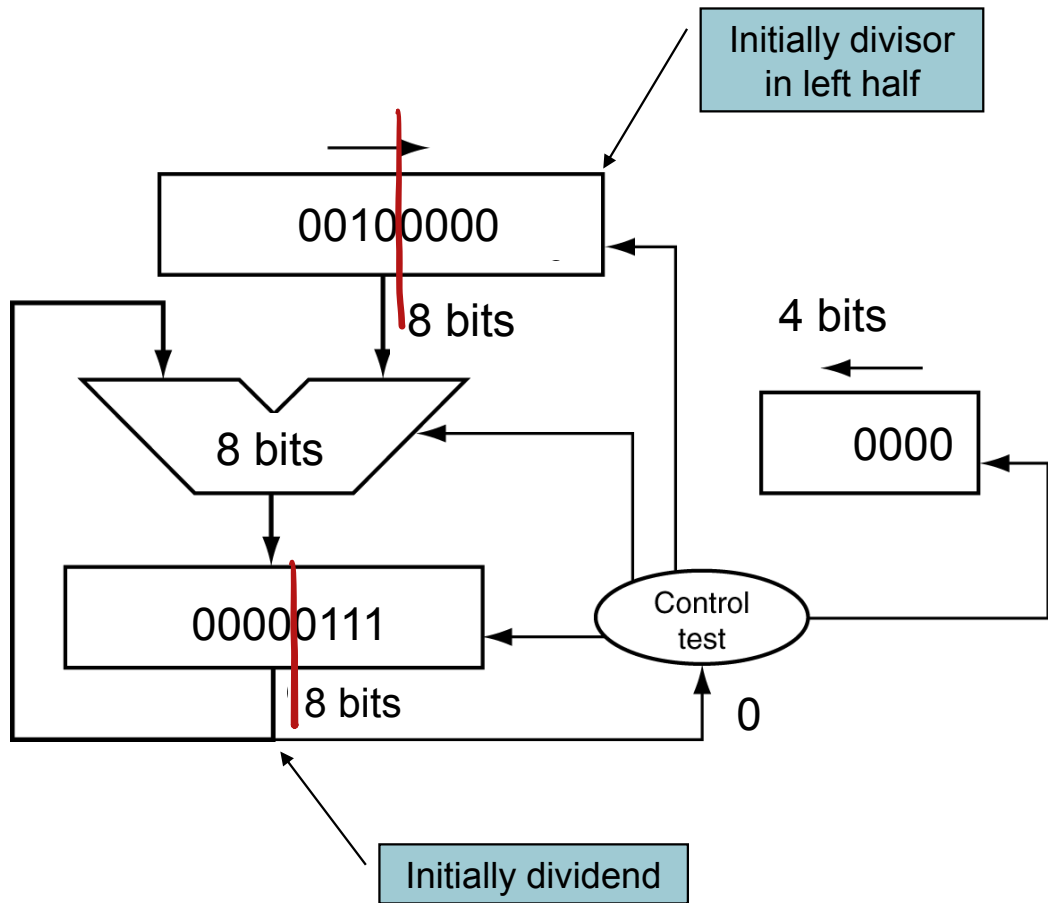 Initially divisor
in left half
00100000
8 bits
4 bits
8 bits
0000
00000111
Control
test
8 bits
0
Initially dividend